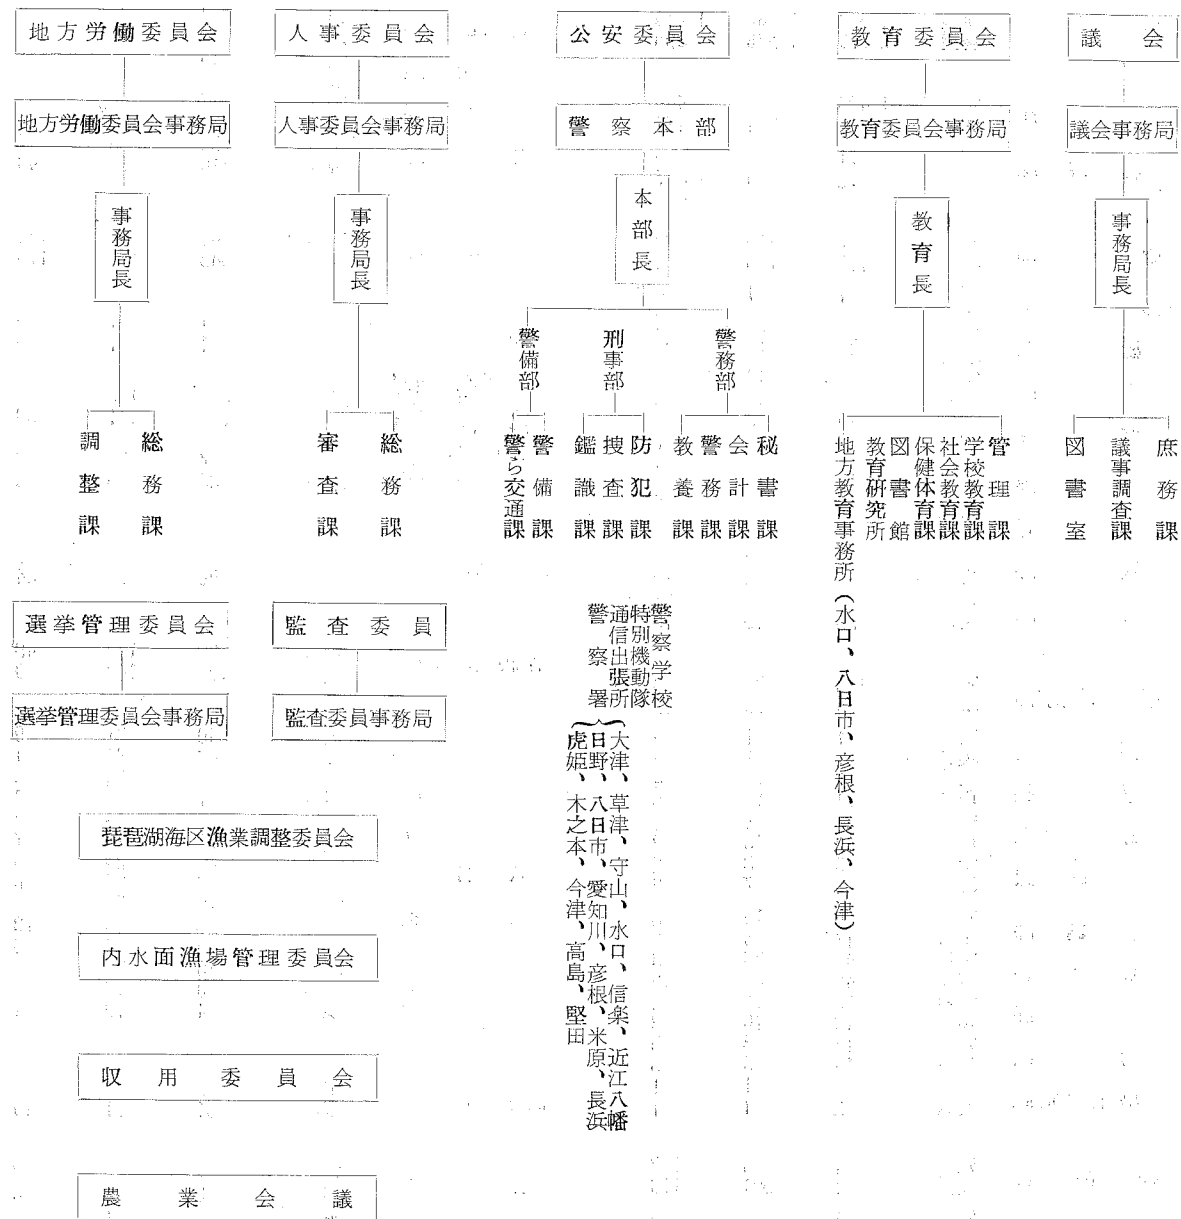 議会
議会事務局
事務局長
庶務課
議事調査課
図書室
教育委員会
教育委員会事務局
教育長
管理課
学校教育課
社会教育課
保健体育課
図書館
教育研究所
地方教育事務所（水口、八日市、彦根、長浜、今津）
公安委員会
警察本部
本部長
警務部
秘書課
会計課
警務課
教養課
刑事部
防犯課
捜査課
鑑識課
警備部
警備課
警ら交通課
警察学校
特別機動隊
通信出張所
警察署
大津、草津、守山、水口、信楽、近江八幡
日野、八日市、愛知川、彦根、米原、長浜
虎姫、木之本、今津、高島、堅田
人事委員会
人事委員会事務局
事務局長
総務課
審査課
地方労働委員会
地方労働委員会事務局
事務局長
総務課
調整課
監査委員
監査委員事務局
選挙管理委員会
選挙管理委員会事務局
琵琶湖海区漁業調整委員会
内水面漁場管理委員会
収用委員会
農業会議